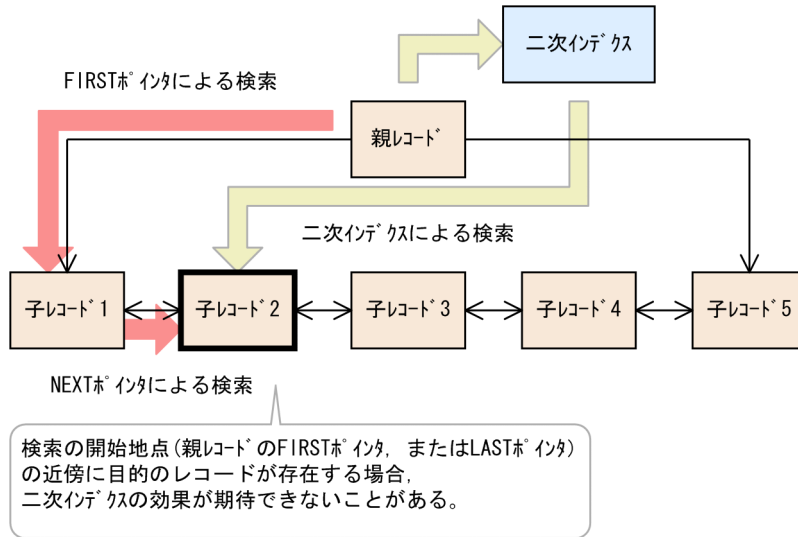 二次ｲﾝﾃﾞｸｽ
FIRSTﾎﾟｲﾝﾀによる検索
親ﾚｺｰﾄﾞ
二次ｲﾝﾃﾞｸｽによる検索
子ﾚｺｰﾄﾞ1
子ﾚｺｰﾄﾞ2
子ﾚｺｰﾄﾞ3
子ﾚｺｰﾄﾞ4
子ﾚｺｰﾄﾞ5
NEXTﾎﾟｲﾝﾀによる検索
検索の開始地点(親ﾚｺｰﾄﾞのFIRSTﾎﾟｲﾝﾀ, またはLASTﾎﾟｲﾝﾀ)
の近傍に目的のレコードが存在する場合,
二次ｲﾝﾃﾞｸｽの効果が期待できないことがある。